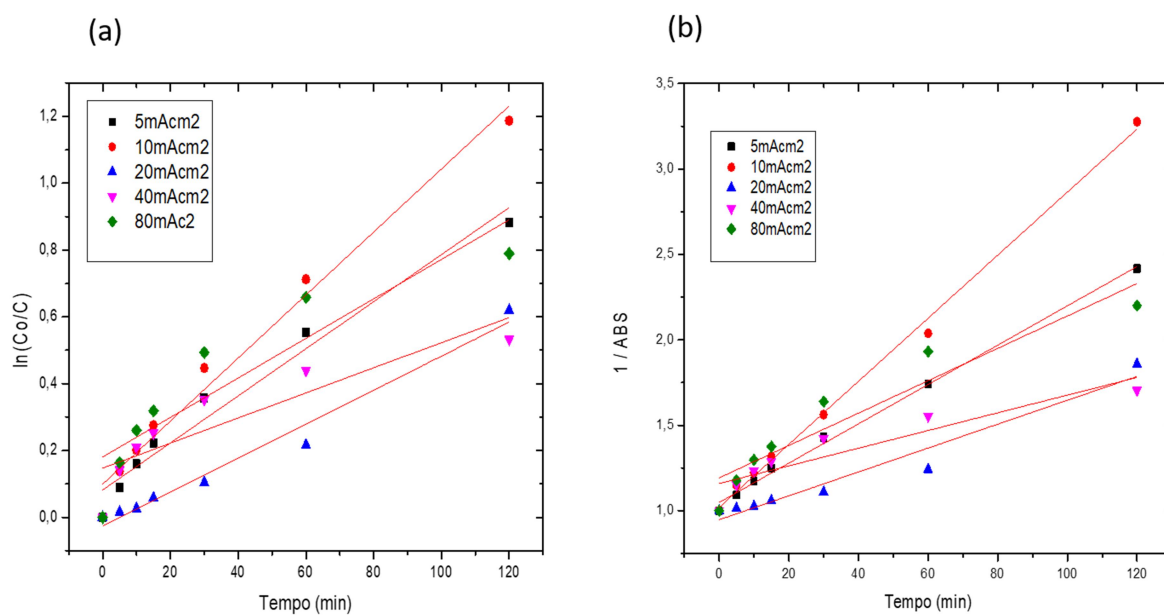 (a)
ln(Co/C)
1,2
1,0
0,8
0,6
0,4
0,2
0,0
5mAcm2
10mAcm2
20mAcm2
40mAcm2
80mAc2
0 20 40 60 80 100 120
Tempo (min)
(b)
1 / ABS
3,5
3,0
2,5
2,0
1,5
1,0
5mAcm2
10mAcm2
20mAcm2
40mAcm2
80mAcm2
0 20 40 60 80 100 120
Tempo (min)